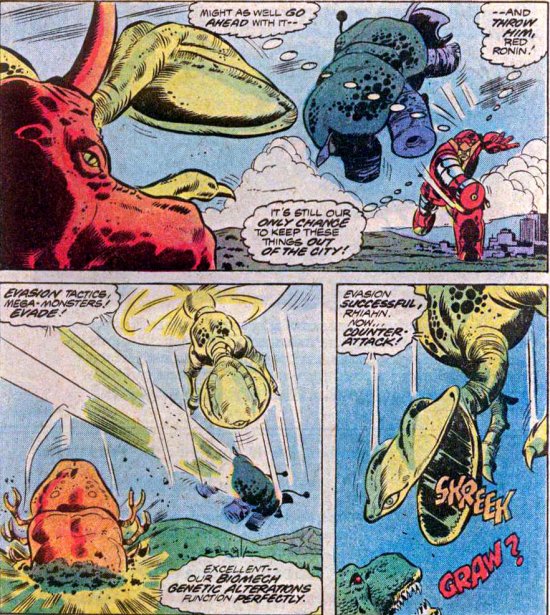 MIGHT AS WELL GO
AHEAD WITH IT--
--AND
THROW
HIM,
RED
RONIN!
IT'S STILL OUR
ONLY CHANCE
TO KEEP THESE
THINGS OUT
OF THE CITY!
EVASION TACTICS,
MEGA-MONSTERS!
EVADE!
EXCELLENT--
OUR BIOMECH
GENETIC ALTERATIONS
FUNCTION PERFECTLY.
EVASION
SUCCESSFUL,
RHIAHN.
NOW...
COUNTER-
ATTACK!
SKREEK
GRAW?